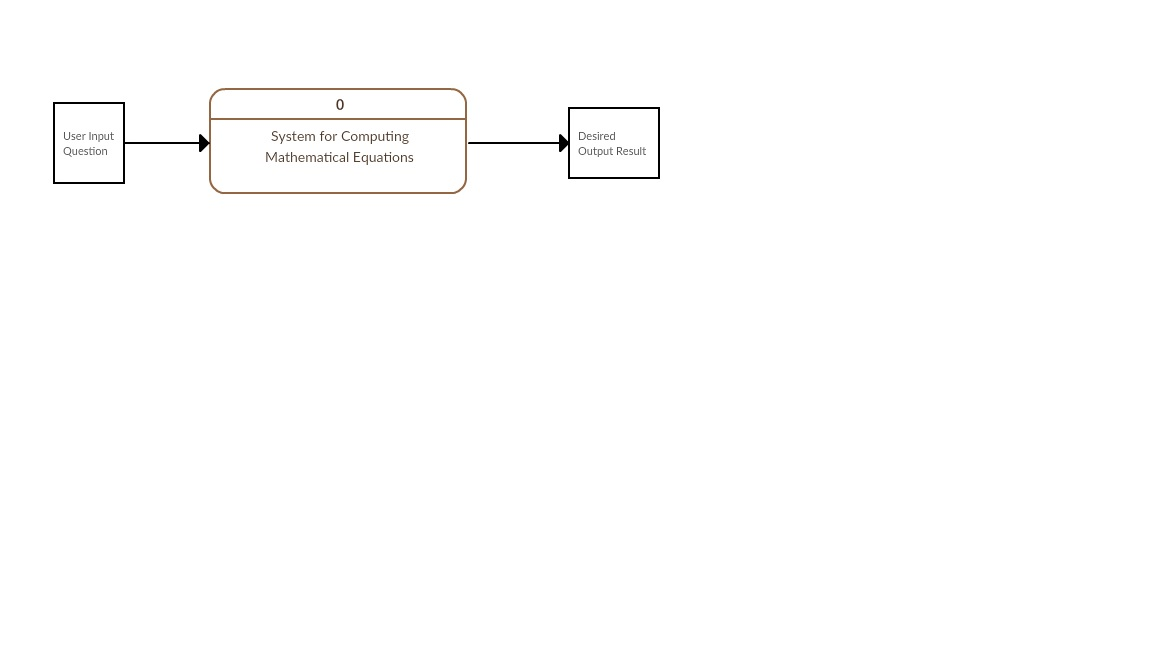 User Input
Question
0
System for Computing
Mathematical Equations
Desired
Output Result